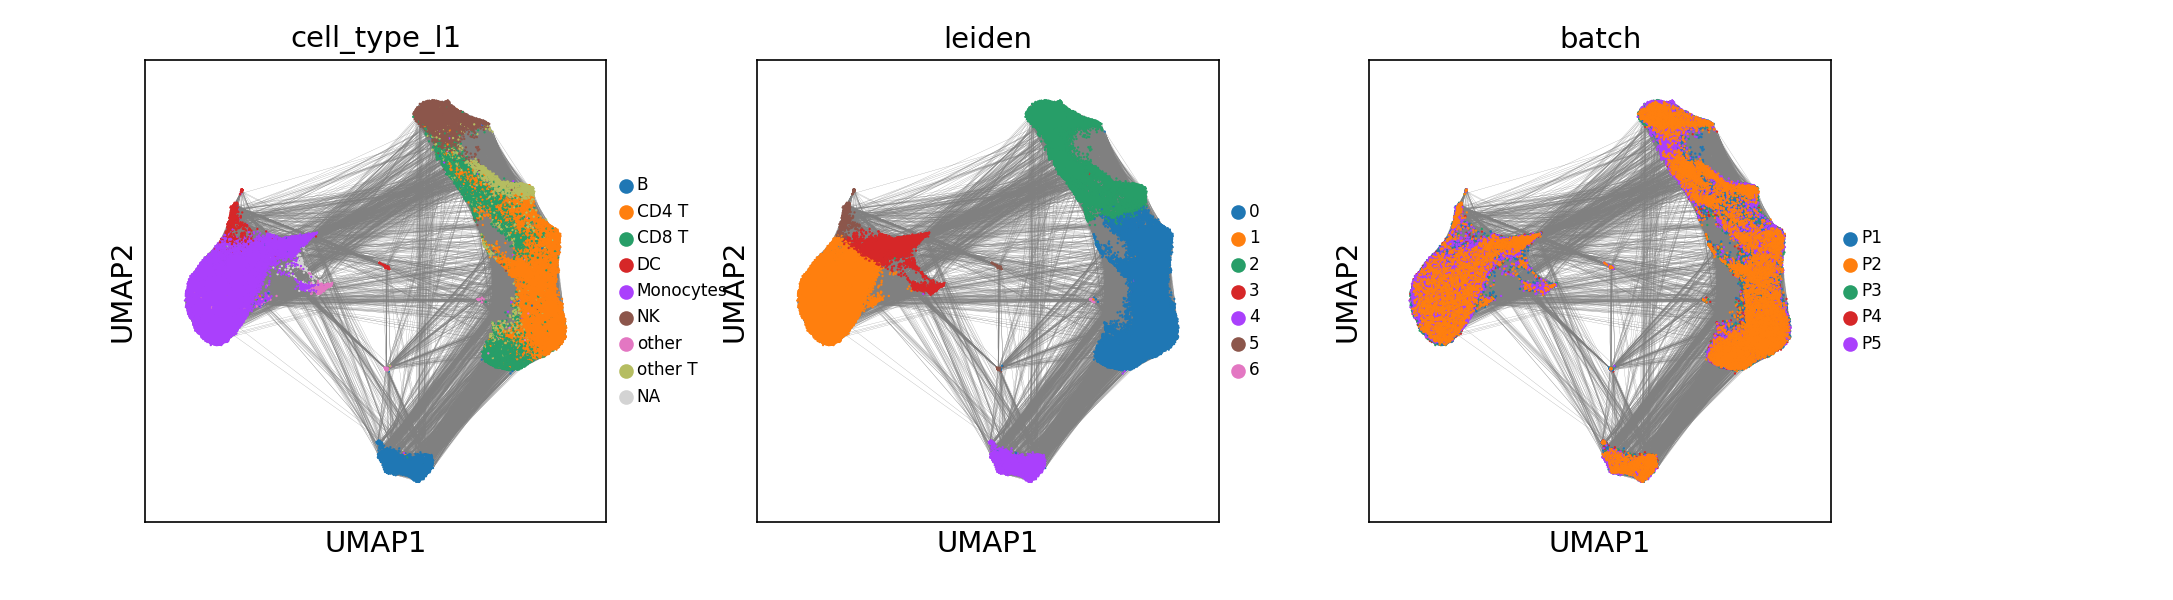 cell_type_l1
UMAP2
UMAP1
B
CD4 T
CD8 T
DC
Monocytes
NK
other
other T
NA
leiden
UMAP2
UMAP1
0
1
2
3
4
5
6
batch
UMAP2
UMAP1
P1
P2
P3
P4
P5